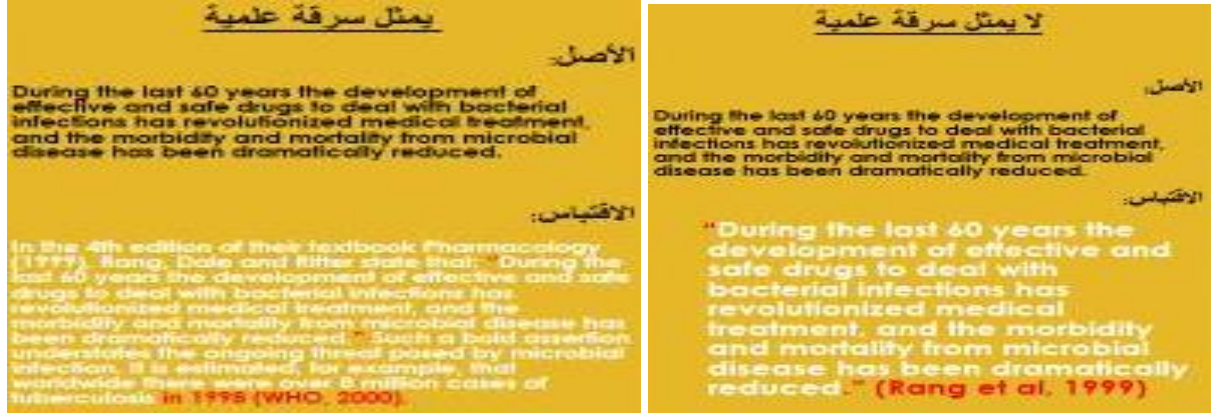 يمثل سرقة علمية
الأصل:
During the last 60 years the development of
effective and safe drugs to deal with bacterial
infections has revolutionized medical treatment,
and the morbidity and mortality from microbial
disease has been dramatically reduced.
الاقتباس:
In the 4th edition of their textbook Pharmacology
(1999), Rang, Dale and Ritter state that: "During the
last 60 years the development of effective and safe
drugs to deal with bacterial infections has
revolutionized medical treatment, and the
morbidity and mortality from microbial disease has
been dramatically reduced." Such a bold assertion
understates the ongoing threat posed by microbial
infection. It is estimated, for example, that
worldwide there were over 8 million cases of
tuberculosis in 1998 (WHO, 2000).
لا يمثل سرقة علمية
الأصل:
During the last 60 years the development of
effective and safe drugs to deal with bacterial
infections has revolutionized medical treatment,
and the morbidity and mortality from microbial
disease has been dramatically reduced.
الاقتباس:
"During the last 60 years the
development of effective and
safe drugs to deal with
bacterial infections has
revolutionized medical
treatment, and the morbidity
and mortality from microbial
disease has been dramatically
reduced." (Rang et al, 1999)